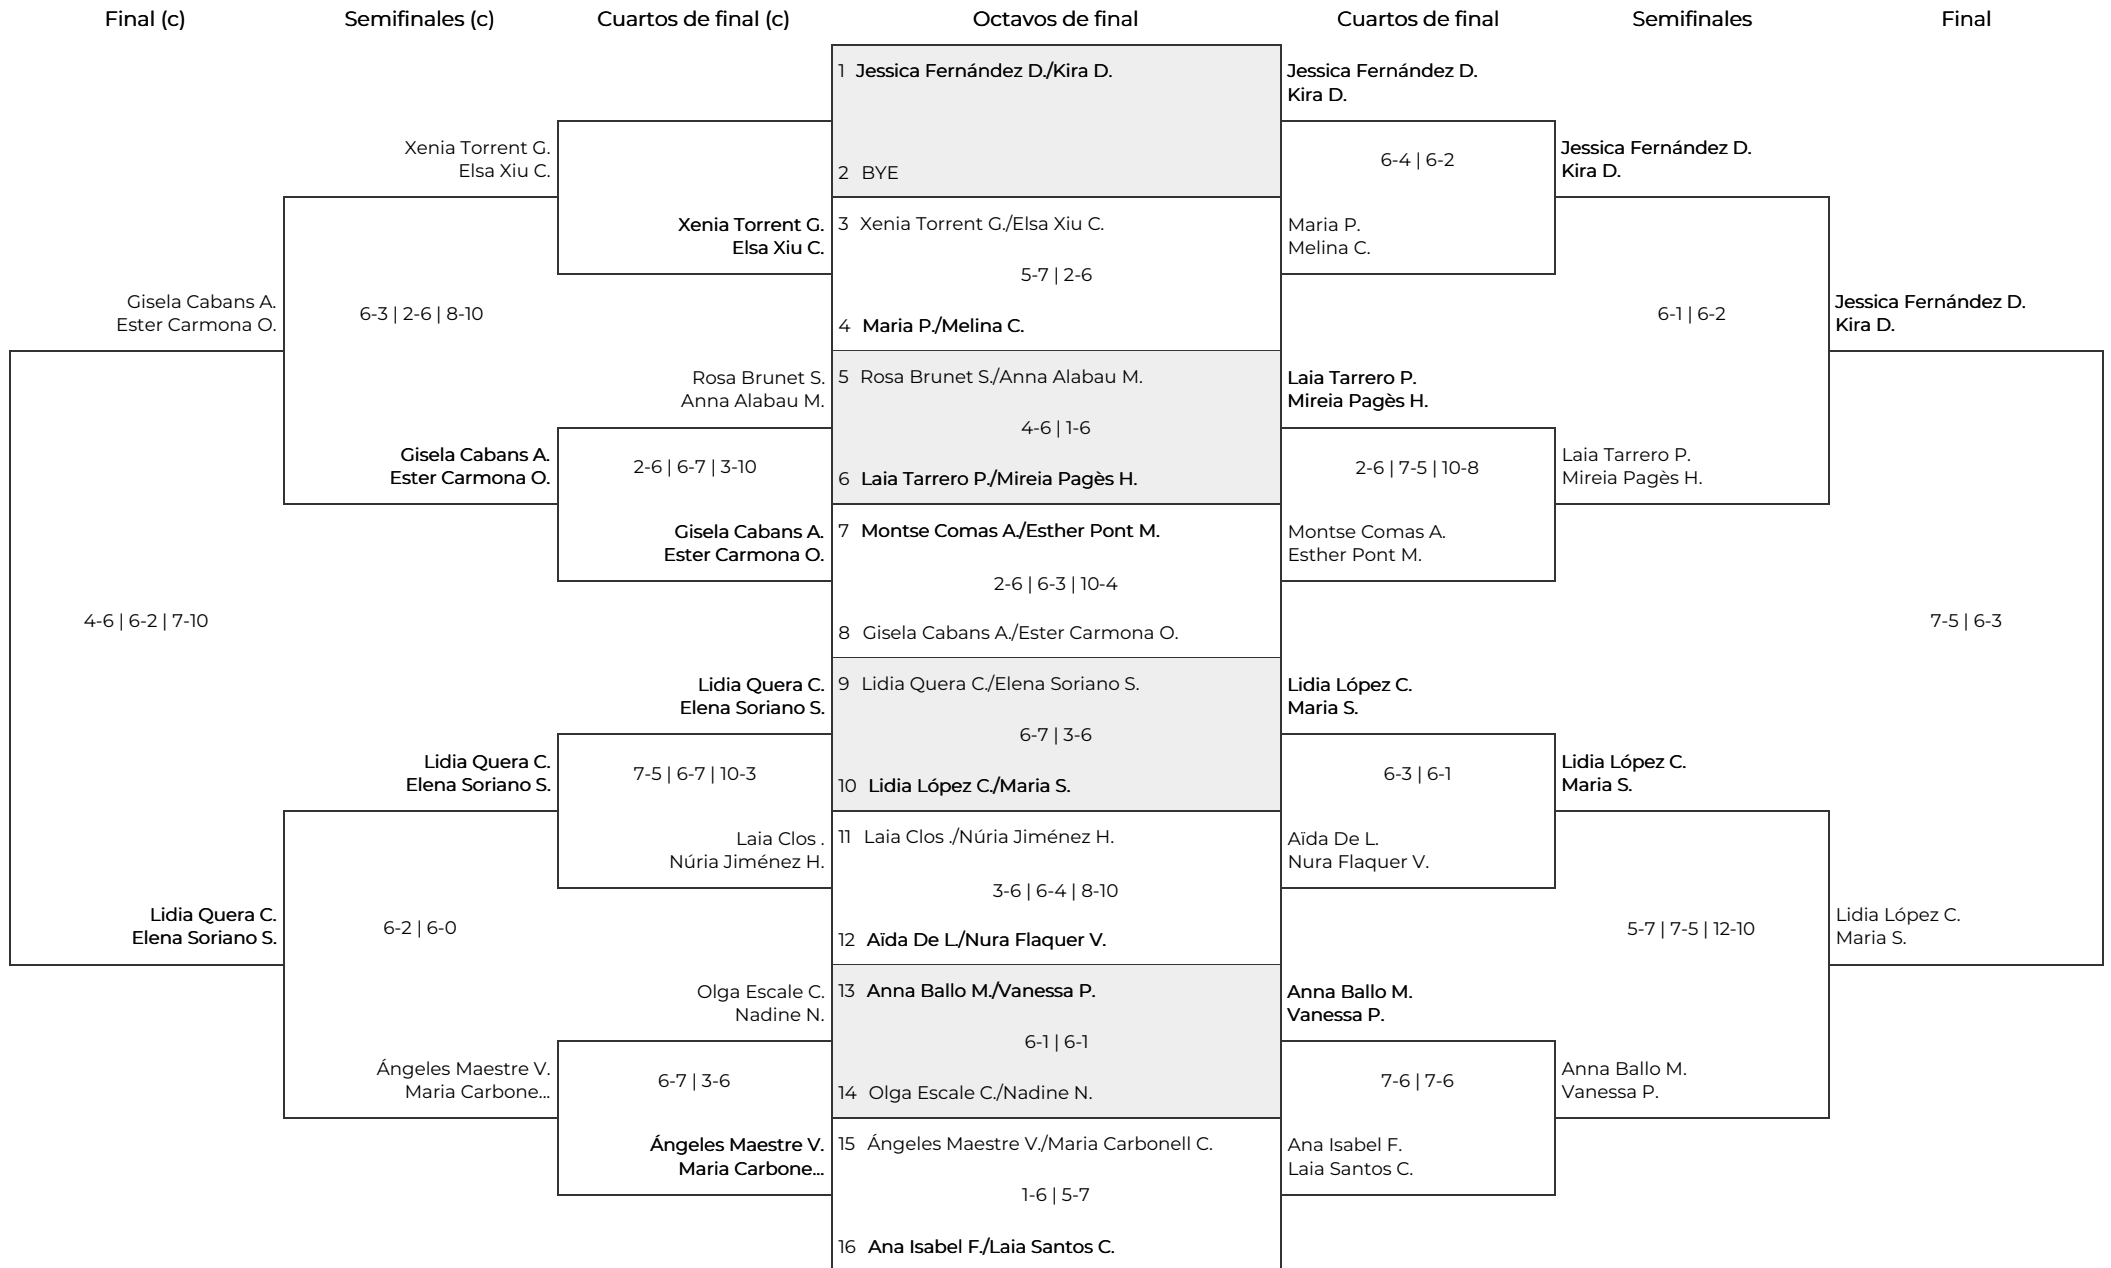 Final (c)
Semifinales (c)
Cuartos de final (c)
Octavos de final
Cuartos de final
Semifinales
Final
Gisela Cabans A.
Ester Carmona O.
4-6 | 6-2 | 7-10
Lidia Quera C.
Elena Soriano S.
Xenia Torrent G.
Elsa Xiu C.
6-3 | 2-6 | 8-10
Gisela Cabans A.
Ester Carmona O.
Lidia Quera C.
Elena Soriano S.
6-2 | 6-0
Ángeles Maestre V.
Maria Carbone...
Xenia Torrent G.
Elsa Xiu C.
Rosa Brunet S.
Anna Alabau M.
2-6 | 6-7 | 3-10
Gisela Cabans A.
Ester Carmona O.
Lidia Quera C.
Elena Soriano S.
7-5 | 6-7 | 10-3
Laia Clos .
Núria Jiménez H.
Olga Escale C.
Nadine N.
6-7 | 3-6
Ángeles Maestre V.
Maria Carbone...
1 Jessica Fernández D./Kira D.
2 BYE
3 Xenia Torrent G./Elsa Xiu C.
5-7 | 2-6
4 Maria P./Melina C.
5 Rosa Brunet S./Anna Alabau M.
4-6 | 1-6
6 Laia Tarrero P./Mireia Pagès H.
7 Montse Comas A./Esther Pont M.
2-6 | 6-3 | 10-4
8 Gisela Cabans A./Ester Carmona O.
9 Lidia Quera C./Elena Soriano S.
6-7 | 3-6
10 Lidia López C./Maria S.
11 Laia Clos ./Núria Jiménez H.
3-6 | 6-4 | 8-10
12 Aïda De L./Nura Flaquer V.
13 Anna Ballo M./Vanessa P.
6-1 | 6-1
14 Olga Escale C./Nadine N.
15 Ángeles Maestre V./Maria Carbonell C.
1-6 | 5-7
16 Ana Isabel F./Laia Santos C.
Jessica Fernández D.
Kira D.
6-4 | 6-2
Maria P.
Melina C.
Laia Tarrero P.
Mireia Pagès H.
2-6 | 7-5 | 10-8
Montse Comas A.
Esther Pont M.
Lidia López C.
Maria S.
6-3 | 6-1
Aïda De L.
Nura Flaquer V.
Anna Ballo M.
Vanessa P.
7-6 | 7-6
Ana Isabel F.
Laia Santos C.
Jessica Fernández D.
Kira D.
6-1 | 6-2
Laia Tarrero P.
Mireia Pagès H.
Lidia López C.
Maria S.
5-7 | 7-5 | 12-10
Anna Ballo M.
Vanessa P.
Jessica Fernández D.
Kira D.
7-5 | 6-3
Lidia López C.
Maria S.